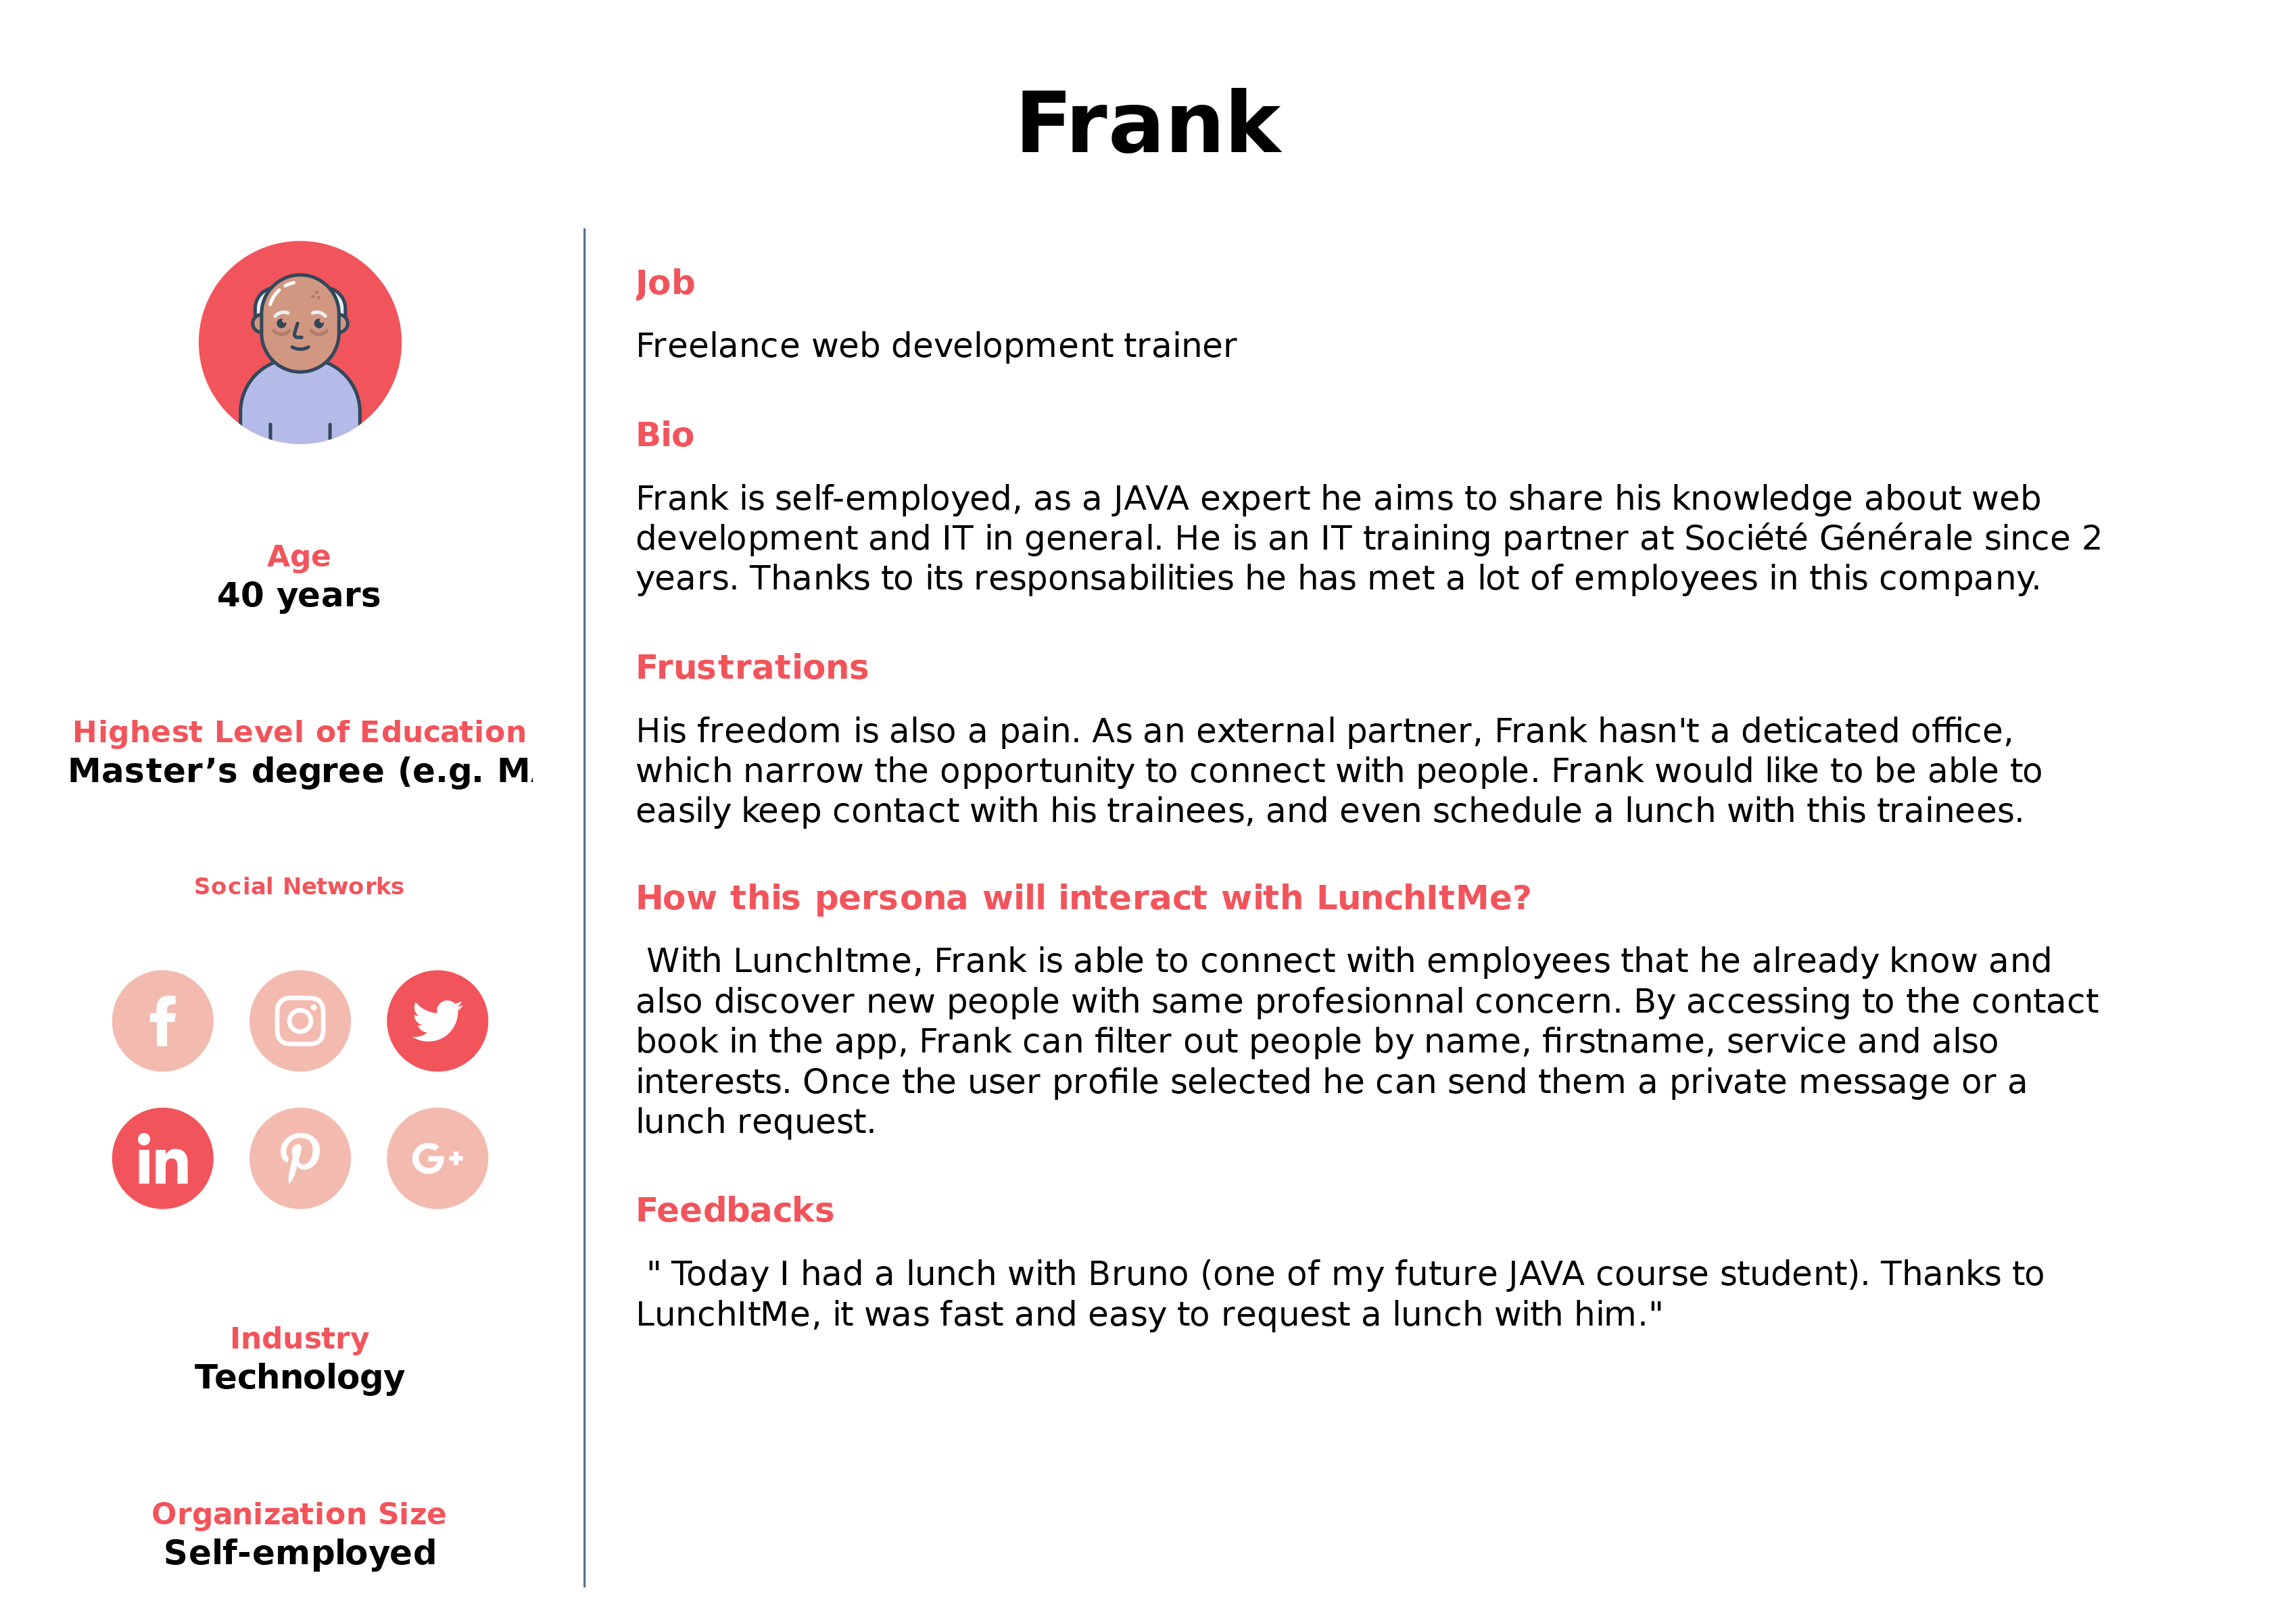 Frank
Age
40 years
Highest Level of Education
Master’s degree (e.g. M
Social Networks
Industry
Technology
Organization Size
Self-employed
Job
Freelance web development trainer
Bio
Frank is self-employed, as a JAVA expert he aims to share his knowledge about web
development and IT in general. He is an IT training partner at Société Générale since 2
years. Thanks to its responsabilities he has met a lot of employees in this company.
Frustrations
His freedom is also a pain. As an external partner, Frank hasn't a deticated office,
which narrow the opportunity to connect with people. Frank would like to be able to
easily keep contact with his trainees, and even schedule a lunch with this trainees.
How this persona will interact with LunchItMe?
With LunchItme, Frank is able to connect with employees that he already know and
also discover new people with same profesionnal concern. By accessing to the contact
book in the app, Frank can filter out people by name, firstname, service and also
interests. Once the user profile selected he can send them a private message or a
lunch request.
Feedbacks
" Today I had a lunch with Bruno (one of my future JAVA course student). Thanks to
LunchItMe, it was fast and easy to request a lunch with him."